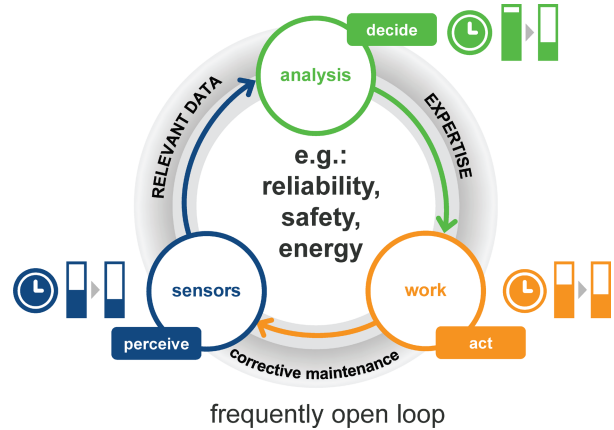 decide
analysis
RELEVANT DATA
EXPERTISE
e.g.:
reliability,
safety,
energy
sensors
work
perceive
act
corrective maintenance
frequently open loop